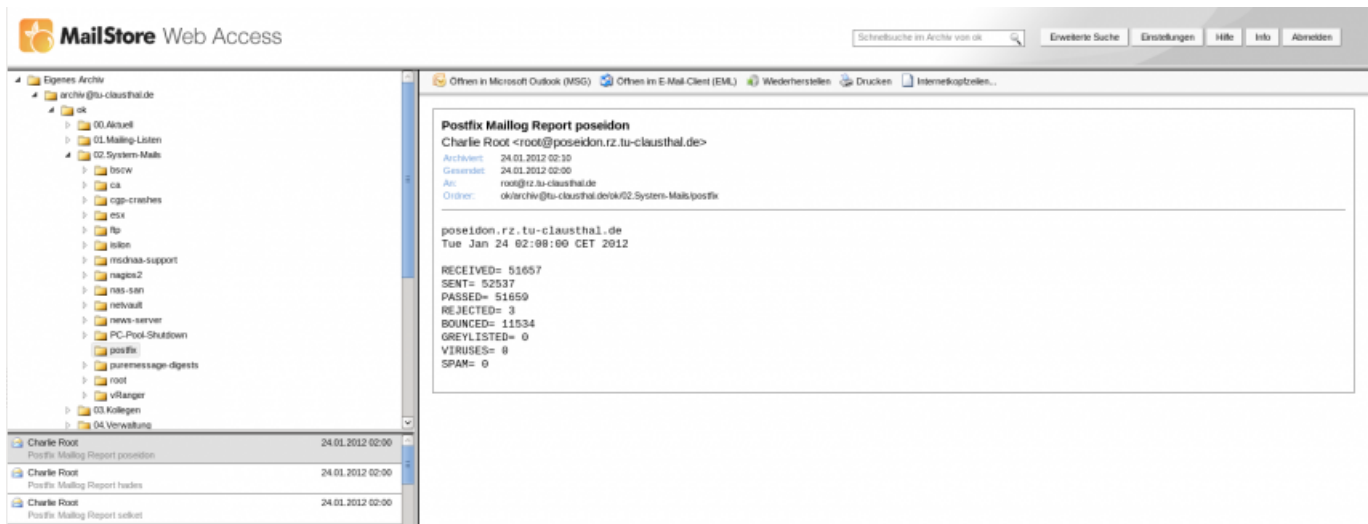 MailStore Web Access
Schnellsuche im Archiv von ok
Erweiterte Suche
Einstellungen
Hilfe
Info
Abmelden
Eigenes Archiv
archiv@tu-clausthal.de
ok
00.Aktuell
01.Mailing-Listen
02.System-Mails
bscw
ca
cgp-crashes
esx
ftp
isilon
msdnaa-support
nagios2
nas-san
netvault
news-server
PC-Pool-Shutdown
postfix
puremessage-digests
root
vRanger
03.Kollegen
04.Verwaltung
Charlie Root 24.01.2012 02:00
Postfix Maillog Report poseidon
Charlie Root 24.01.2012 02:00
Postfix Maillog Report hades
Charlie Root 24.01.2012 02:00
Postfix Maillog Report selket
Öffnen in Microsoft Outlook (MSG) Öffnen im E-Mail-Client (EML) Wiederherstellen Drucken Internetkopfzeilen...
Postfix Maillog Report poseidon
Charlie Root <root@poseidon.rz.tu-clausthal.de>
Archiviert: 24.01.2012 02:10
Gesendet: 24.01.2012 02:00
An: root@rz.tu-clausthal.de
Ordner: ok/archiv@tu-clausthal.de/ok/02.System-Mails/postfix
poseidon.rz.tu-clausthal.de
Tue Jan 24 02:00:00 CET 2012
RECEIVED= 51657
SENT= 52537
PASSED= 51659
REJECTED= 3
BOUNCED= 11534
GREYLISTED= 0
VIRUSES= 0
SPAM= 0